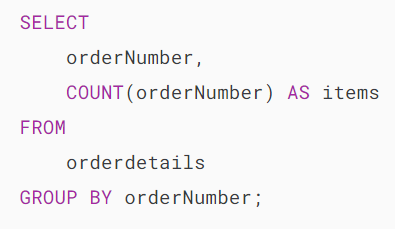 SELECT
    orderNumber,
    COUNT(orderNumber) AS items
FROM
    orderdetails
GROUP BY orderNumber;